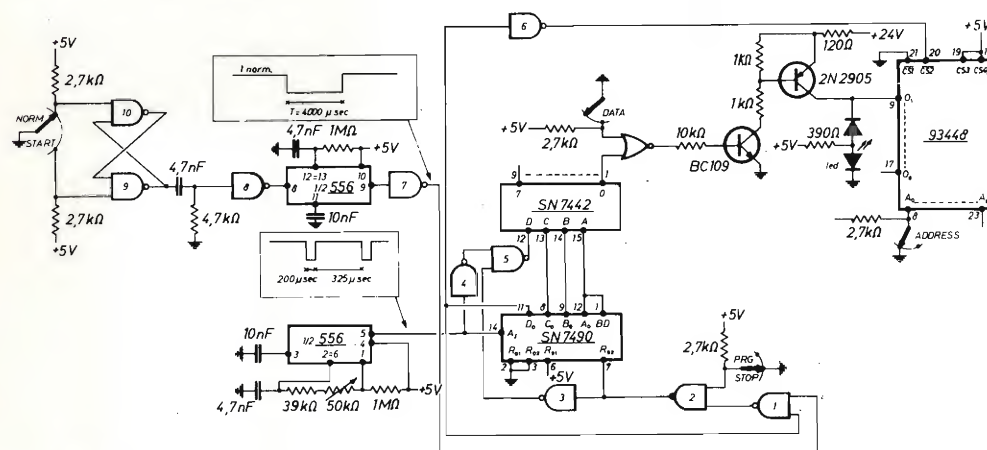 +5V
2,7kΩ
NORM
START
10
9
2,7kΩ
+5V
4,7nF
4,7kΩ
8
1 norm.
T = 4000 μsec
4,7nF 1MΩ
+5V
12=13 10
8 1/2 556 9
11
10nF
7
200μsec 325μsec
10nF
1/2 556
3 2=6
5
4
1
4,7nF
39kΩ 50kΩ 1MΩ
+5V
6
DATA
+5V
2,7kΩ
10kΩ
BC109
1kΩ
1kΩ
120Ω +24V
2N2905
390Ω
+5V
led
9 1
7 0
SN7442
D C B A
12 13 14 15
5
4
11 8 9 12 1
14 A1 D0 C0 B0 A0 BD
SN7490
R01 R02 R91 R92
2 3 6 7
+5V
3
2
1
+5V
2,7kΩ
PRG
STOP
+5V
21 20 19
CS1 CS2 CS3 CS4
9 O1
93448
17
O8
A0
8 23
2,7kΩ
ADDRESS